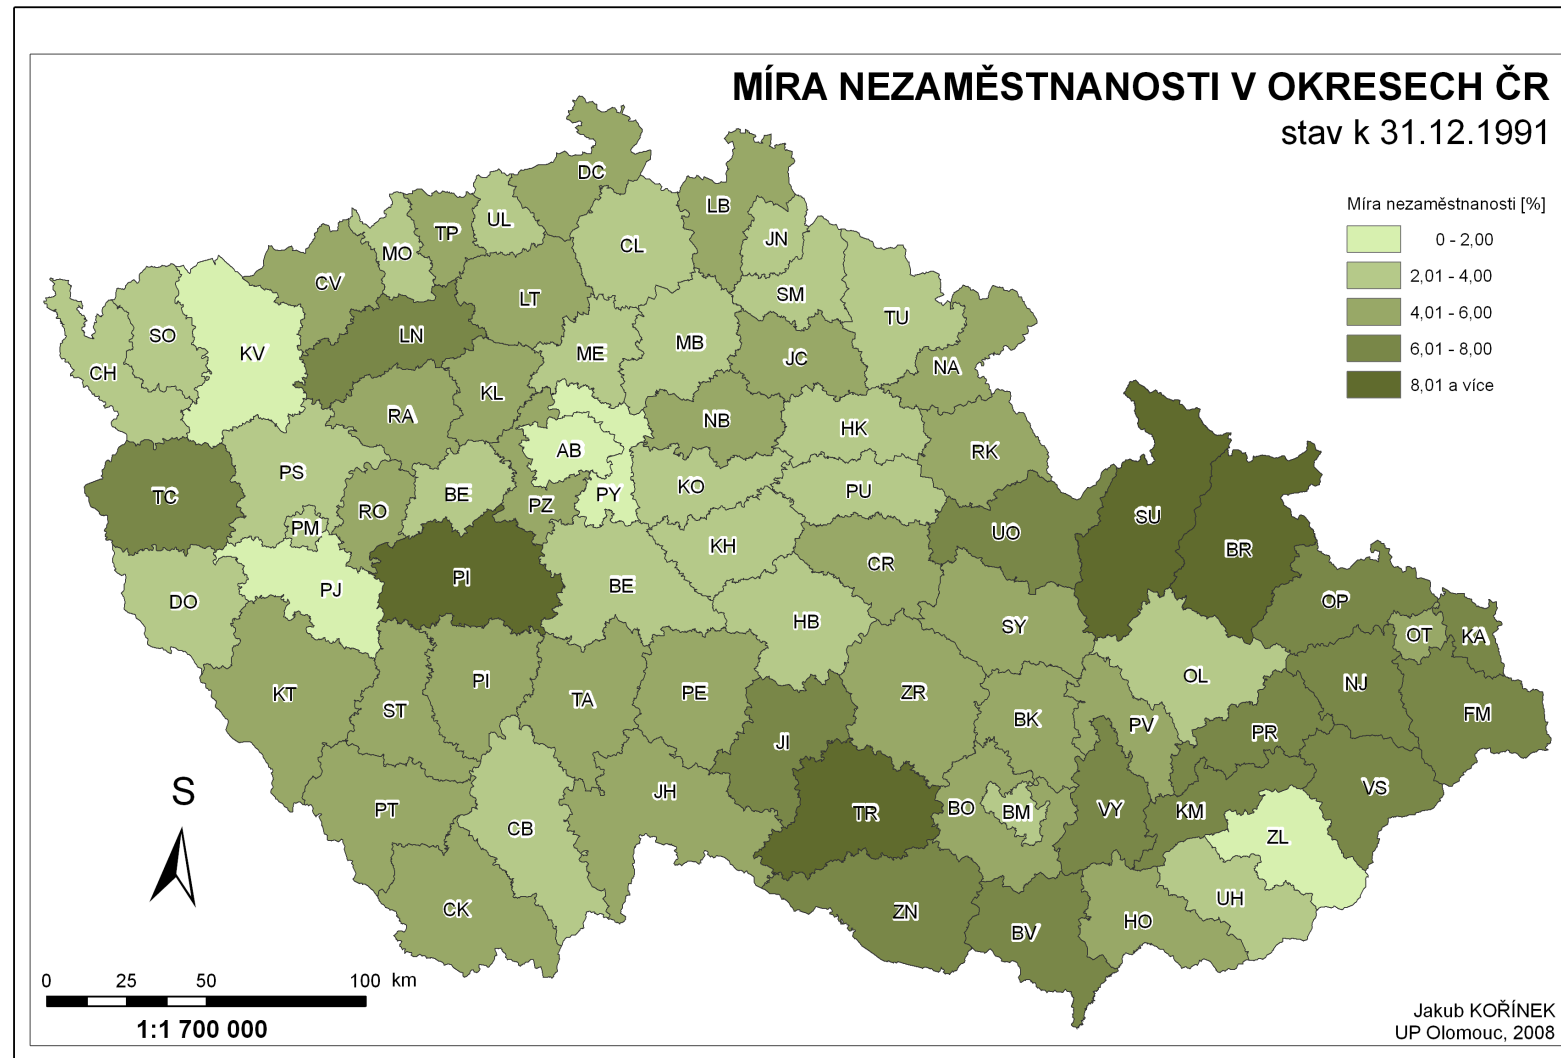 MÍRA NEZAMĚSTNANOSTI V OKRESECH ČR
stav k 31.12.1991
Míra nezaměstnanosti [%]
0 - 2,00
2,01 - 4,00
4,01 - 6,00
6,01 - 8,00
8,01 a více
DC
LB
UL
TP
JN
CL
MO
CV
SM
LT
TU
LN
SO
MB
KV
ME
JC
NA
CH
KL
RA
NB
HK
AB
RK
PS
KO
PU
BE
PY
TC
PZ
RO
SU
PM
UO
KH
BR
CR
PI
BE
PJ
DO
OP
HB
SY
OT
KA
OL
PI
NJ
KT
PE
ZR
TA
ST
FM
BK
PV
PR
JI
VS
JH
PT
BO
BM
TR
VY
KM
CB
ZL
UH
CK
ZN
HO
BV
S
0 25 50 100 km
1:1 700 000
Jakub KOŘÍNEK
UP Olomouc, 2008